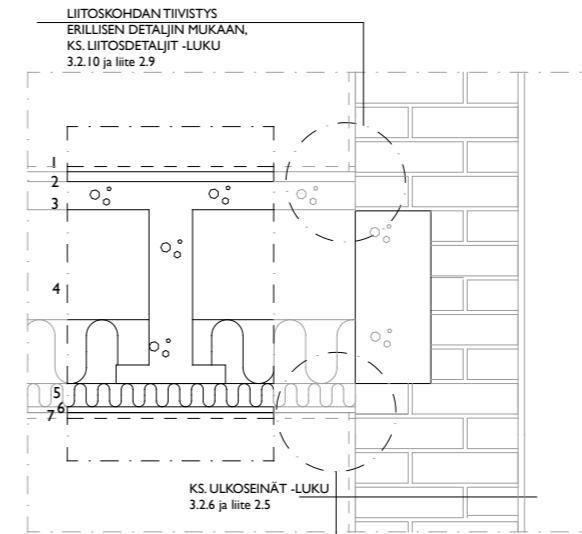 LIITOSKOHDAN TIIVISTYS
ERILLISEN DETALJIN MUKAAN,
KS. LIITOSDETALJIT -LUKU
3.2.10 ja liite 2.9
1
2
3
4
5
6
7
KS. ULKOSEINÄT -LUKU
3.2.6 ja liite 2.5